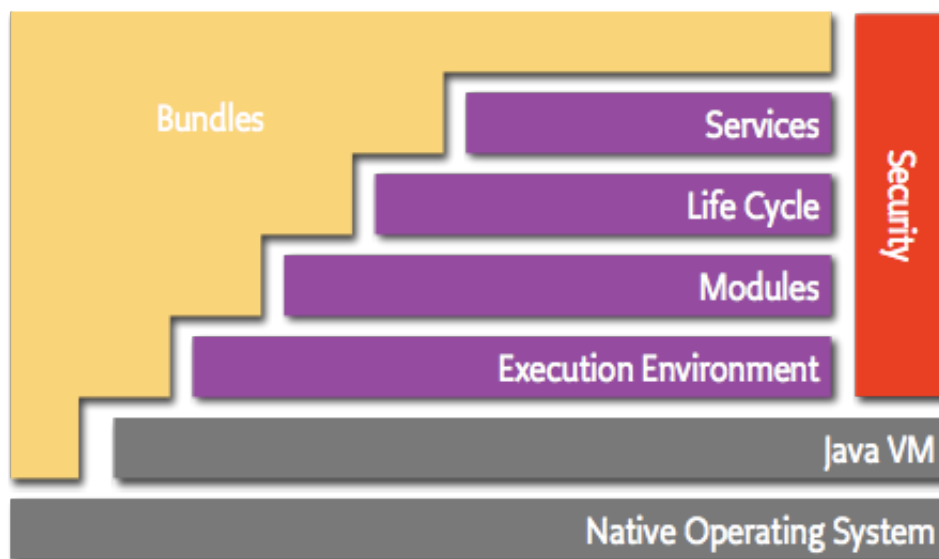 Bundles
Services
Life Cycle
Modules
Execution Environment
Security
Java VM
Native Operating System